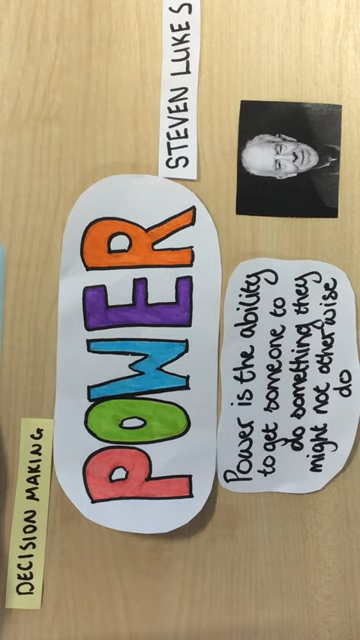 STEVEN LUKES
DECISION MAKING
POWER
Power is the ability
to get someone to
do something they
might not otherwise
do